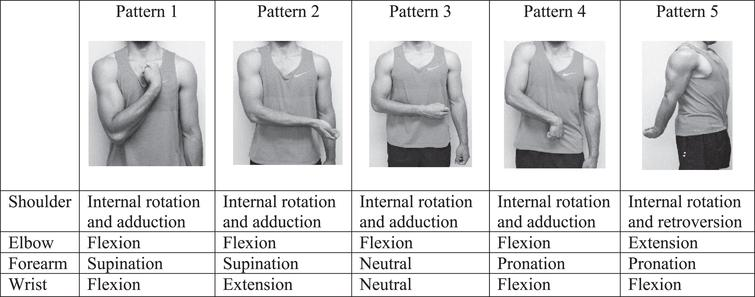 Pattern 1 Pattern 2 Pattern 3 Pattern 4 Pattern 5
Shoulder Internal rotation and adduction Internal rotation and adduction Internal rotation and adduction Internal rotation and adduction Internal rotation and retroversion
Elbow Flexion Flexion Flexion Flexion Extension
Forearm Supination Supination Neutral Pronation Pronation
Wrist Flexion Extension Neutral Flexion Flexion